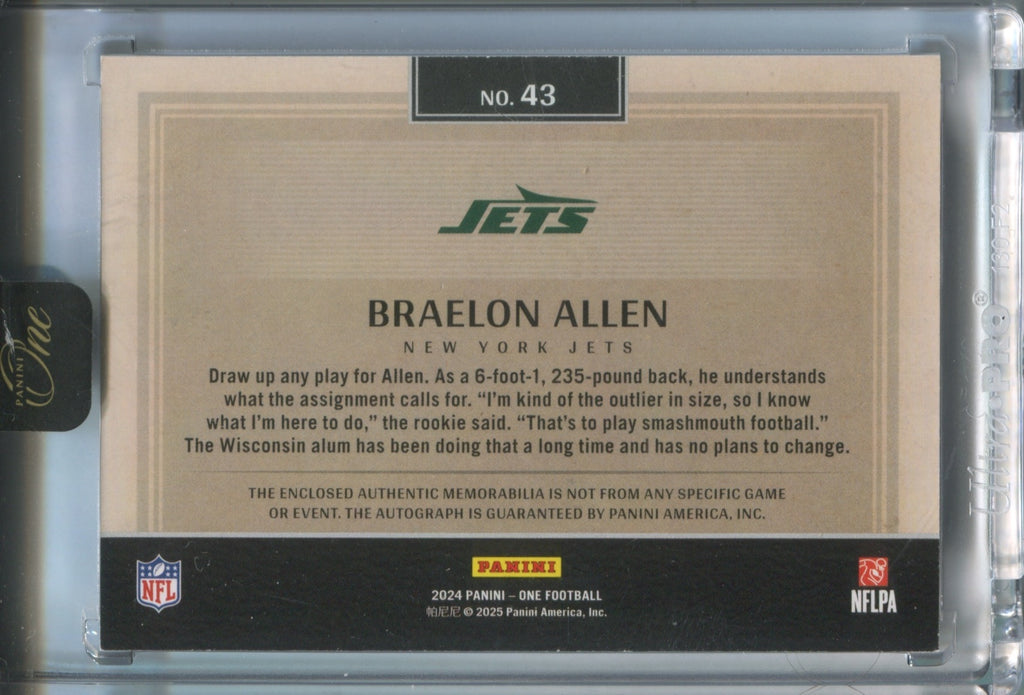 NO. 43
JETS
BRAELON ALLEN
NEW YORK JETS
Draw up any play for Allen. As a 6-foot-1, 235-pound back, he understands
what the assignment calls for. “I’m kind of the outlier in size, so I know
what I’m here to do,” the rookie said. “That’s to play smashmouth football.”
The Wisconsin alum has been doing that a long time and has no plans to change.
THE ENCLOSED AUTHENTIC MEMORABILIA IS NOT FROM ANY SPECIFIC GAME
OR EVENT. THE AUTOGRAPH IS GUARANTEED BY PANINI AMERICA, INC.
NFL
PANINI
2024 PANINI – ONE FOOTBALL
帕尼尼 © 2025 Panini America, Inc.
NFLPA
PANINI
One
Ultra PRO®
130 F2